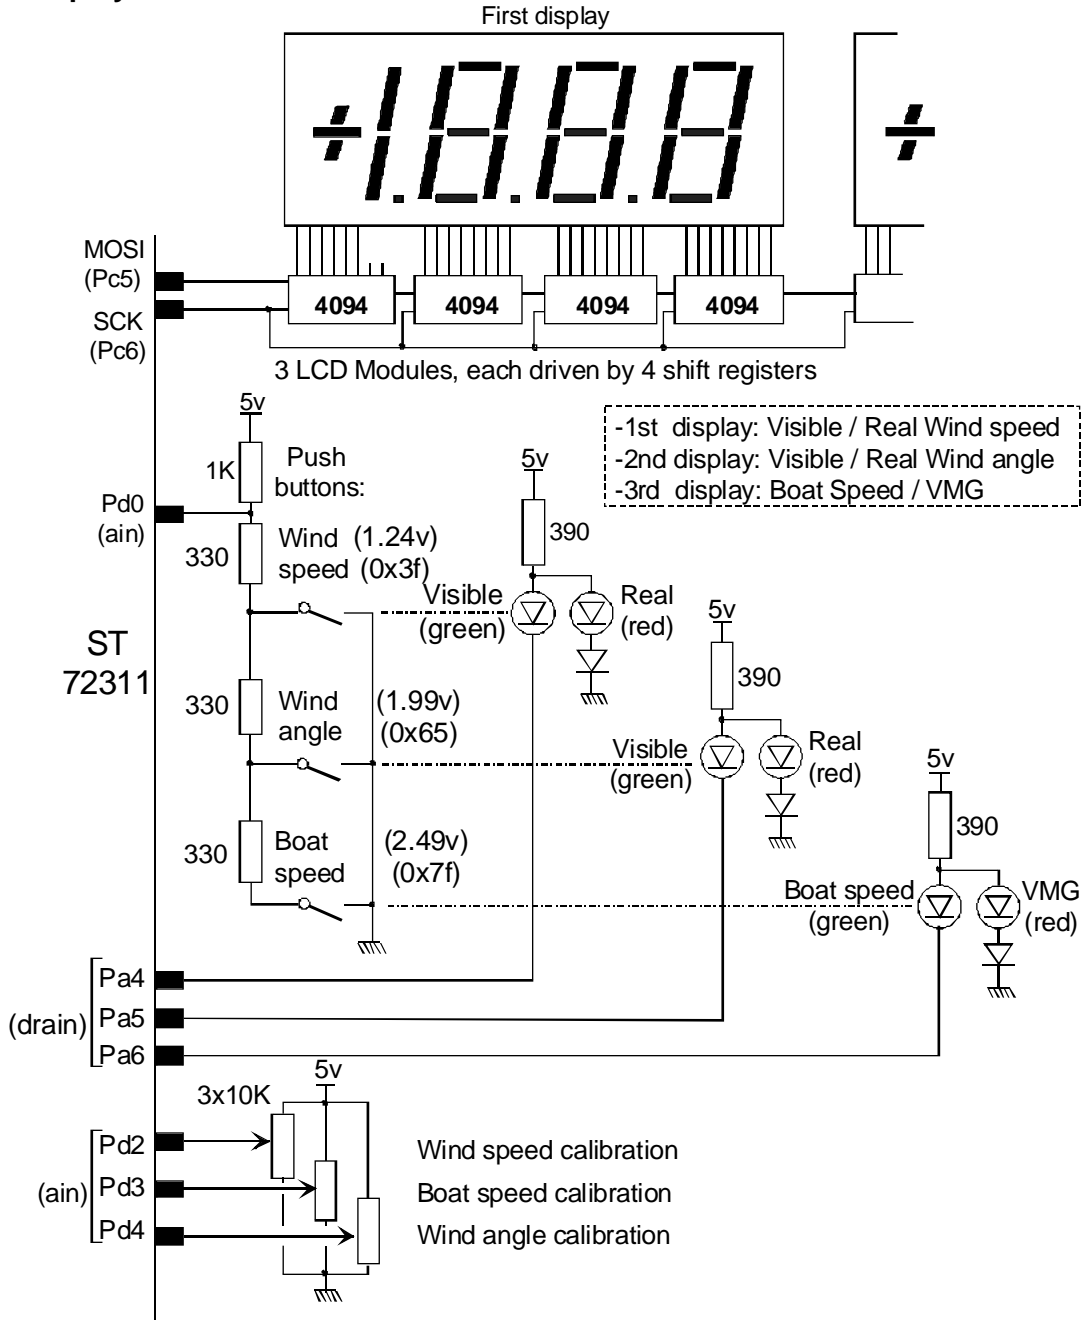 First display
MOSI
(Pc5)
SCK
(Pc6)
4094 4094 4094 4094
3 LCD Modules, each driven by 4 shift registers
-1st display: Visible / Real Wind speed
-2nd display: Visible / Real Wind angle
-3rd display: Boat Speed / VMG
5v
1K
Push
buttons:
Pd0
(ain)
330
Wind (1.24v)
speed (0x3f)
5v
390
Visible
(green)
Real
(red)
ST
72311
330
Wind
angle
(1.99v)
(0x65)
5v
390
Visible
(green)
Real
(red)
330
Boat
speed
(2.49v)
(0x7f)
5v
390
Boat speed
(green)
VMG
(red)
(drain)
Pa4
Pa5
Pa6
3x10K
5v
(ain)
Pd2
Pd3
Pd4
Wind speed calibration
Boat speed calibration
Wind angle calibration